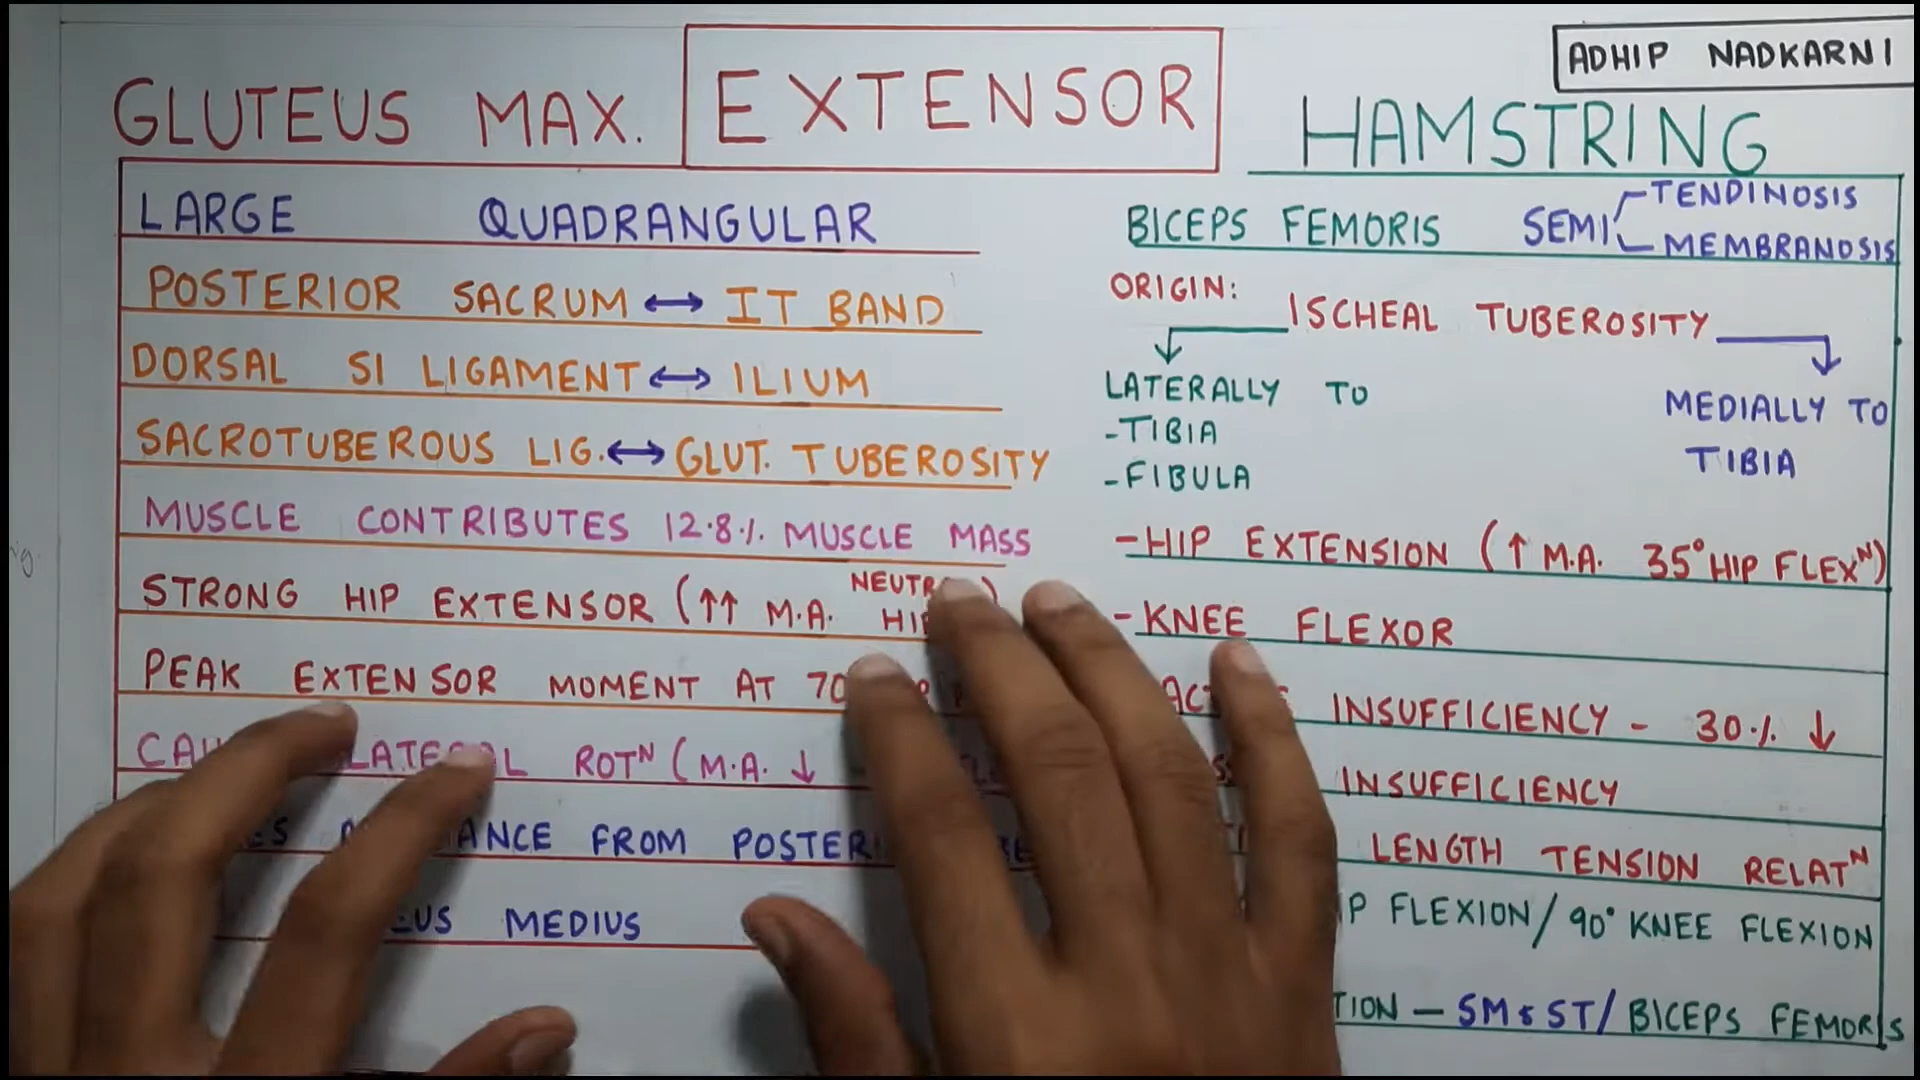 ADHIP NADKARNI
GLUTEUS MAX.
EXTENSOR
HAMSTRING
LARGE QUADRANGULAR
POSTERIOR SACRUM ↔ IT BAND
DORSAL SI LIGAMENT ↔ ILIUM
SACROTUBEROUS LIG. ↔ GLUT. TUBEROSITY
MUSCLE CONTRIBUTES 12.8% MUSCLE MASS
STRONG HIP EXTENSOR (↑↑ M.A.
PEAK EXTENSOR MOMENT AT 70
LATERAL ROTᴺ (M.A. ↓
FROM
MEDIUS
BICEPS FEMORIS SEMI
TENDINOSIS
MEMBRANOSIS
ORIGIN:
ISCHEAL TUBEROSITY
LATERALLY TO
-TIBIA
-FIBULA
MEDIALLY TO
TIBIA
-HIP EXTENSION (↑ M.A. 35° HIP FLEXᴺ)
-KNEE FLEXOR
INSUFFICIENCY - 30% ↓
INSUFFICIENCY
LENGTH TENSION RELATᴺ
FLEXION/90° KNEE FLEXION
— SM & ST/BICEPS FEMORIS